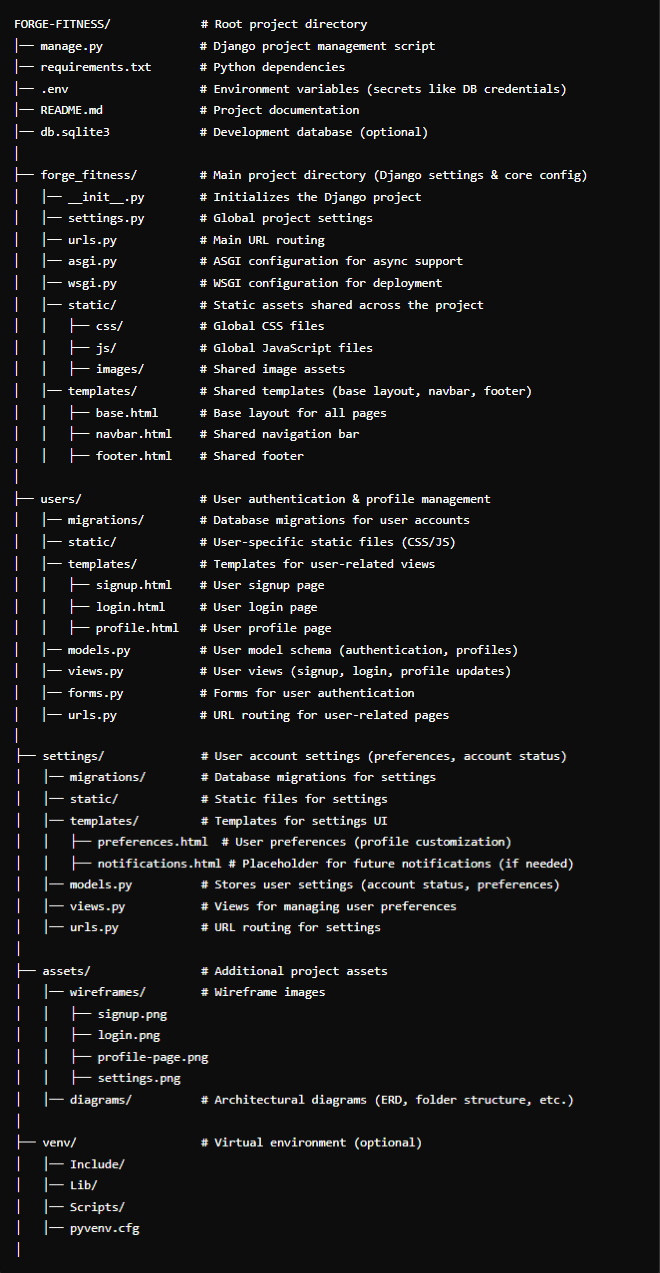 FORGE-FITNESS/             # Root project directory
│── manage.py              # Django project management script
├── requirements.txt       # Python dependencies
├── .env                   # Environment variables (secrets like DB credentials)
├── README.md              # Project documentation
│── db.sqlite3             # Development database (optional)
│
├── forge_fitness/         # Main project directory (Django settings & core config)
│   │── __init__.py        # Initializes the Django project
│   │── settings.py        # Global project settings
│   │── urls.py            # Main URL routing
│   │── asgi.py            # ASGI configuration for async support
│   │── wsgi.py            # WSGI configuration for deployment
│   │── static/            # Static assets shared across the project
│   │   ├── css/           # Global CSS files
│   │   ├── js/            # Global JavaScript files
│   │   ├── images/        # Shared image assets
│   │── templates/         # Shared templates (base layout, navbar, footer)
│   │   ├── base.html      # Base layout for all pages
│   │   ├── navbar.html    # Shared navigation bar
│   │   ├── footer.html    # Shared footer
│
├── users/                 # User authentication & profile management
│   │── migrations/        # Database migrations for user accounts
│   │── static/            # User-specific static files (CSS/JS)
│   │── templates/         # Templates for user-related views
│   │   ├── signup.html    # User signup page
│   │   ├── login.html     # User login page
│   │   ├── profile.html   # User profile page
│   │── models.py          # User model schema (authentication, profiles)
│   │── views.py           # User views (signup, login, profile updates)
│   │── forms.py           # Forms for user authentication
│   │── urls.py            # URL routing for user-related pages
│
├── settings/              # User account settings (preferences, account status)
│   │── migrations/        # Database migrations for settings
│   │── static/            # Static files for settings
│   │── templates/         # Templates for settings UI
│   │   ├── preferences.html  # User preferences (profile customization)
│   │   ├── notifications.html # Placeholder for future notifications (if needed)
│   │── models.py          # Stores user settings (account status, preferences)
│   │── views.py           # Views for managing user preferences
│   │── urls.py            # URL routing for settings
│
├── assets/                # Additional project assets
│   │── wireframes/        # Wireframe images
│   │   ├── signup.png
│   │   ├── login.png
│   │   ├── profile-page.png
│   │   ├── settings.png
│   │── diagrams/          # Architectural diagrams (ERD, folder structure, etc.)
│
├── venv/                  # Virtual environment (optional)
│   │── Include/
│   │── Lib/
│   │── Scripts/
│   │── pyvenv.cfg
│